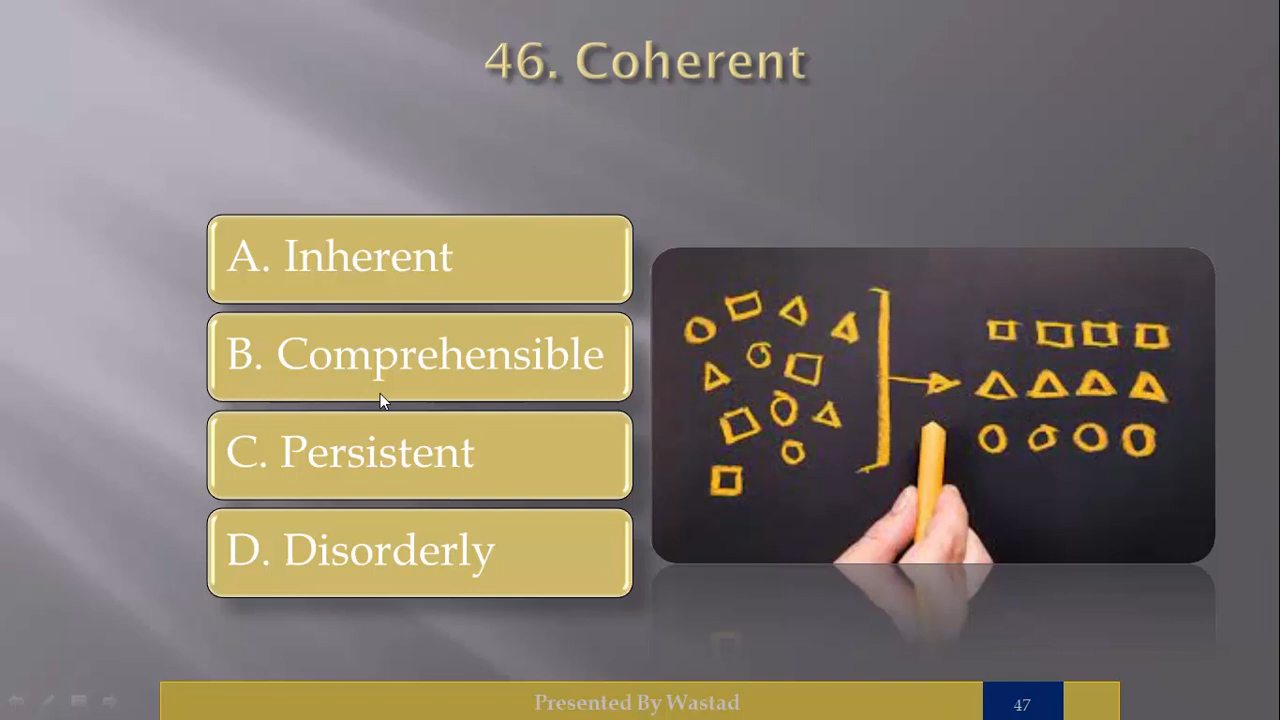 46. Coherent
A. Inherent
B. Comprehensible
C. Persistent
D. Disorderly
Presented By Wastad
47